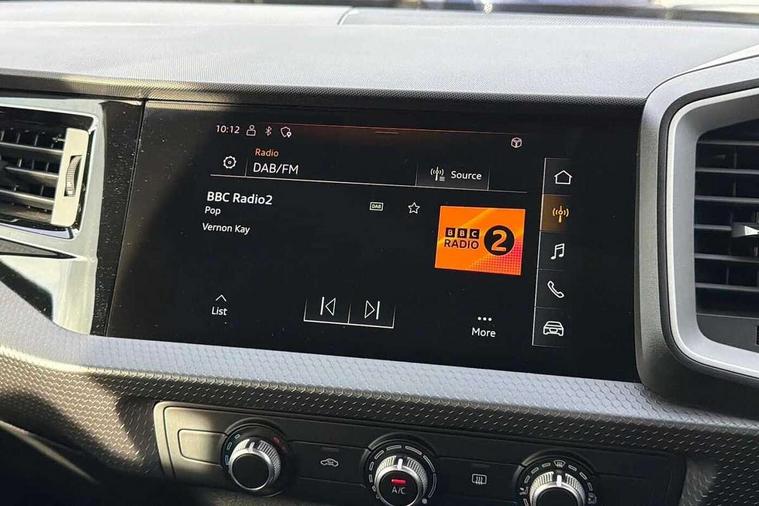 10:12
Radio
DAB/FM
Source
BBC Radio2
DAB
Pop
Vernon Kay
BBC
RADIO 2
List
More
A/C